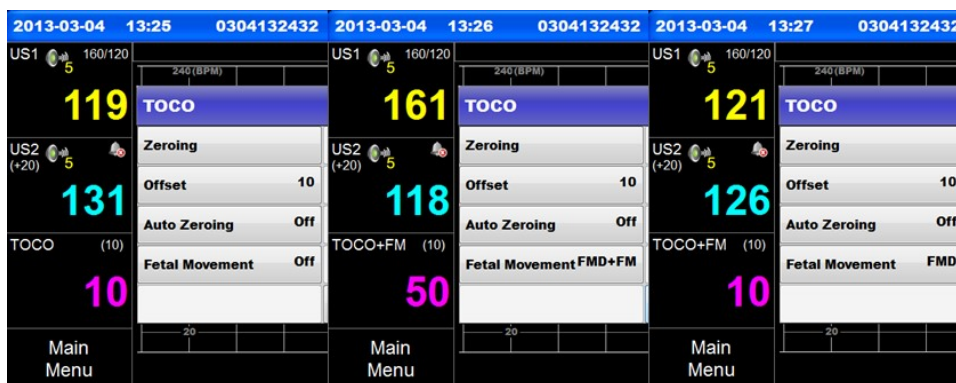 2013-03-04 13:25 0304132432
US1 160/120
5
119
US2
(+20) 5
131
TOCO (10)
10
Main
Menu
240(BPM)
TOCO
Zeroing
Offset 10
Auto Zeroing Off
Fetal Movement Off
20
2013-03-04 13:26 0304132432
US1 160/120
5
161
US2
(+20) 5
118
TOCO+FM (10)
50
Main
Menu
240(BPM)
TOCO
Zeroing
Offset 10
Auto Zeroing Off
Fetal Movement FMD+FM
20
2013-03-04 13:27 0304132432
US1 160/120
5
121
US2
(+20) 5
126
TOCO+FM (10)
10
Main
Menu
240(BPM)
TOCO
Zeroing
Offset 10
Auto Zeroing Off
Fetal Movement FMD
20